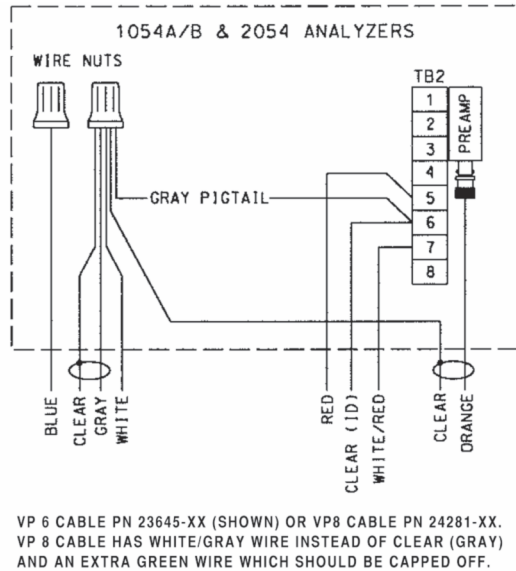 1054A/B & 2054 ANALYZERS
WIRE NUTS
TB2
1
2
3
4
5
6
7
8
PREAMP
GRAY PIGTAIL
BLUE
CLEAR
GRAY
WHITE
RED
CLEAR (ID)
WHITE/RED
CLEAR
ORANGE
VP 6 CABLE PN 23645-XX (SHOWN) OR VP8 CABLE PN 24281-XX.
VP 8 CABLE HAS WHITE/GRAY WIRE INSTEAD OF CLEAR (GRAY)
AND AN EXTRA GREEN WIRE WHICH SHOULD BE CAPPED OFF.